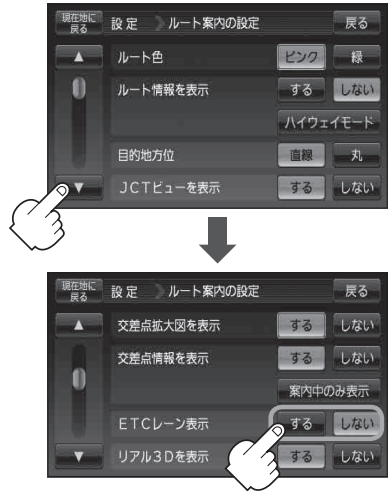 現在地に戻る 設定 ルート案内の設定 戻る
▲ ルート色 ピンク 緑
ルート情報を表示 する しない
ハイウェイモード
目的地方位 直線 丸
▼ JCTビューを表示 する しない
現在地に戻る 設定 ルート案内の設定 戻る
▲ 交差点拡大図を表示 する しない
交差点情報を表示 する しない
案内中のみ表示
ETCレーン表示 する しない
▼ リアル3Dを表示 する しない